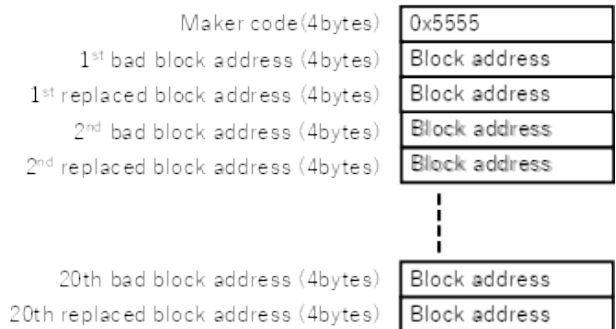 Maker code(4bytes) 0x5555
1st bad block address (4bytes) Block address
1st replaced block address (4bytes) Block address
2nd bad block address (4bytes) Block address
2nd replaced block address (4bytes) Block address
20th bad block address (4bytes) Block address
20th replaced block address (4bytes) Block address